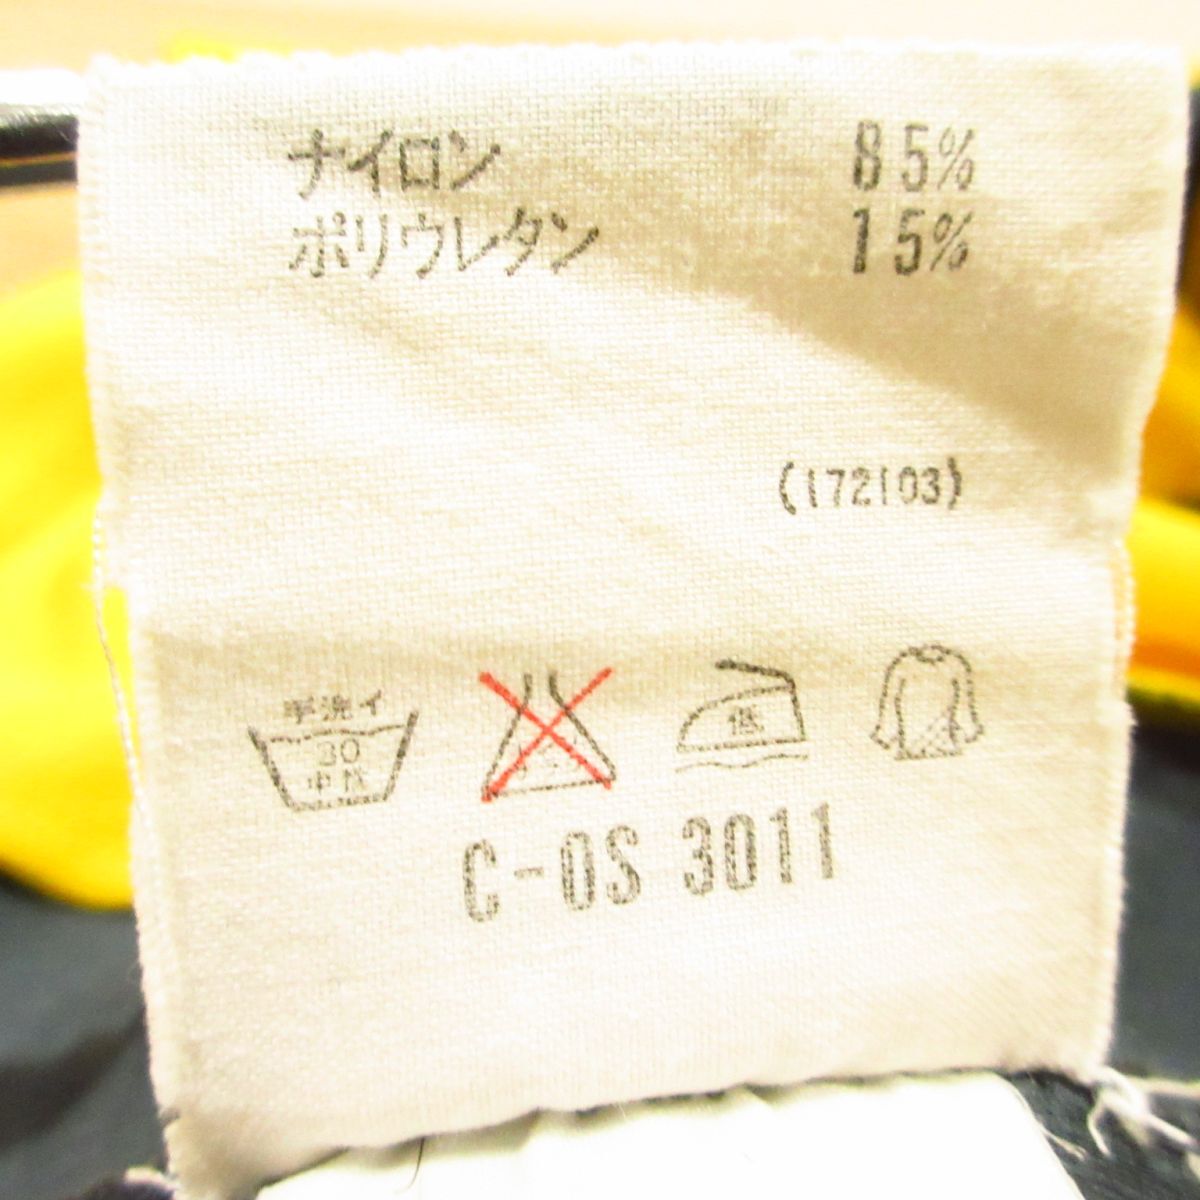 ナイロン 85%
ポリウレタン 15%
(172103)
手洗イ
30
中性
低
C-OS 3011